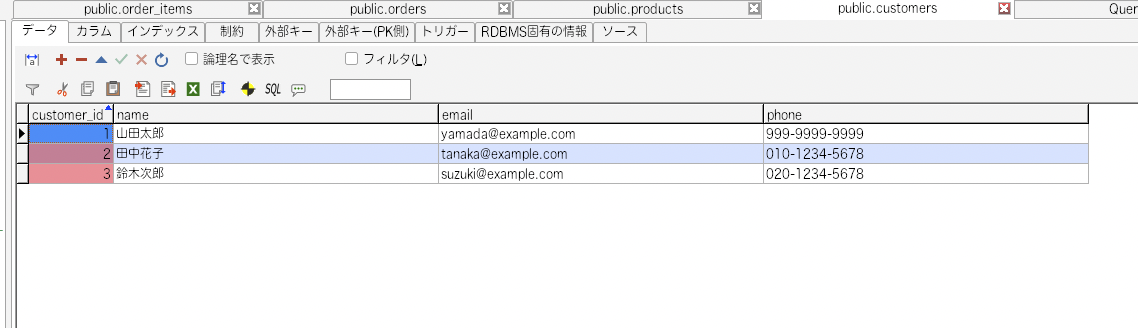 public.order_items public.orders public.products public.customers Quer
データ カラム インデックス 制約 外部キー 外部キー(PK側) トリガー RDBMS固有の情報 ソース
a 論理名で表示 フィルタ(L)
SQL
customer_id name email phone
1 山田太郎 yamada@example.com 999-9999-9999
2 田中花子 tanaka@example.com 010-1234-5678
3 鈴木次郎 suzuki@example.com 020-1234-5678